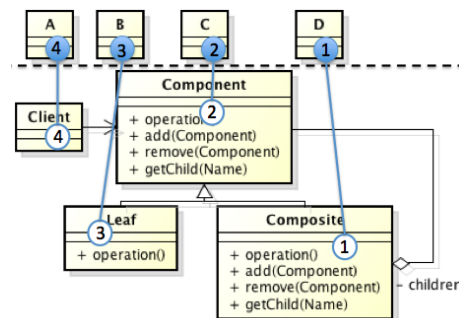 A B C D
4 3 2 1
Component
+ operation
2
+ add(Component)
+ remove(Component)
+ getChild(Name)
Client
4
Leaf
3
+ operation()
Composite
1
+ operation()
+ add(Component)
+ remove(Component)
+ getChild(Name)
- children